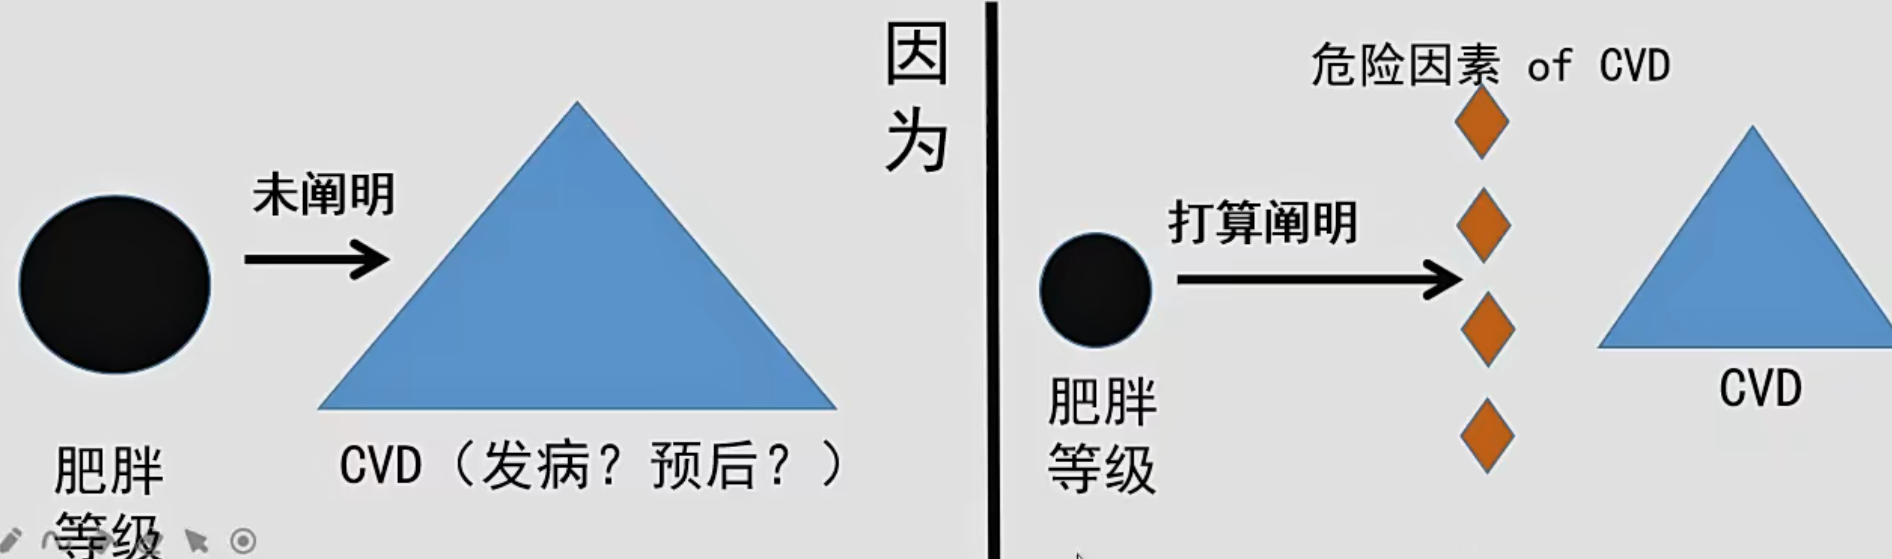 因
为
未阐明
肥胖
等级
CVD（发病？预后？）
危险因素 of CVD
打算阐明
肥胖
等级
CVD